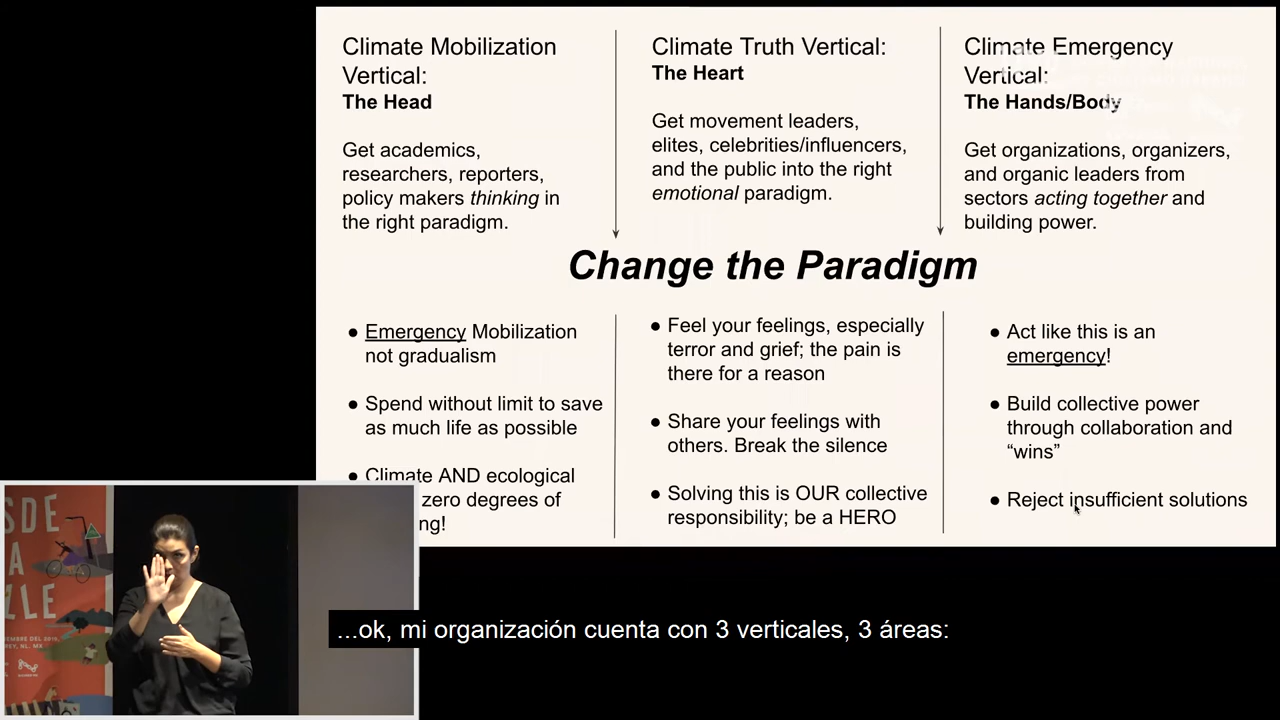 Climate Mobilization
Vertical:
The Head
Get academics,
researchers, reporters,
policy makers thinking in
the right paradigm.
Climate Truth Vertical:
The Heart
Get movement leaders,
elites, celebrities/influencers,
and the public into the right
emotional paradigm.
Climate Emergency
Vertical:
The Hands/Body
Get organizations, organizers,
and organic leaders from
sectors acting together and
building power.
Change the Paradigm
● Emergency Mobilization
not gradualism
● Spend without limit to save
as much life as possible
● Climate AND ecological
zero degrees of
ng!
● Feel your feelings, especially
terror and grief; the pain is
there for a reason
● Share your feelings with
others. Break the silence
● Solving this is OUR collective
responsibility; be a HERO
● Act like this is an
emergency!
● Build collective power
through collaboration and
“wins”
● Reject insufficient solutions
SDE
A
LE
...ok, mi organización cuenta con 3 verticales, 3 áreas: